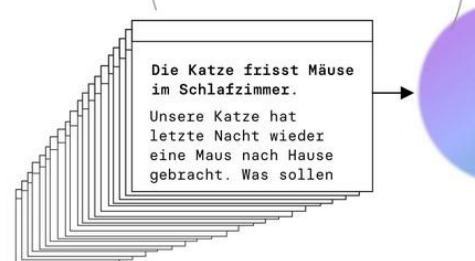 Die Katze frisst Mäuse
im Schlafzimmer.
Unsere Katze hat
letzte Nacht wieder
eine Maus nach Hause
gebracht. Was sollen